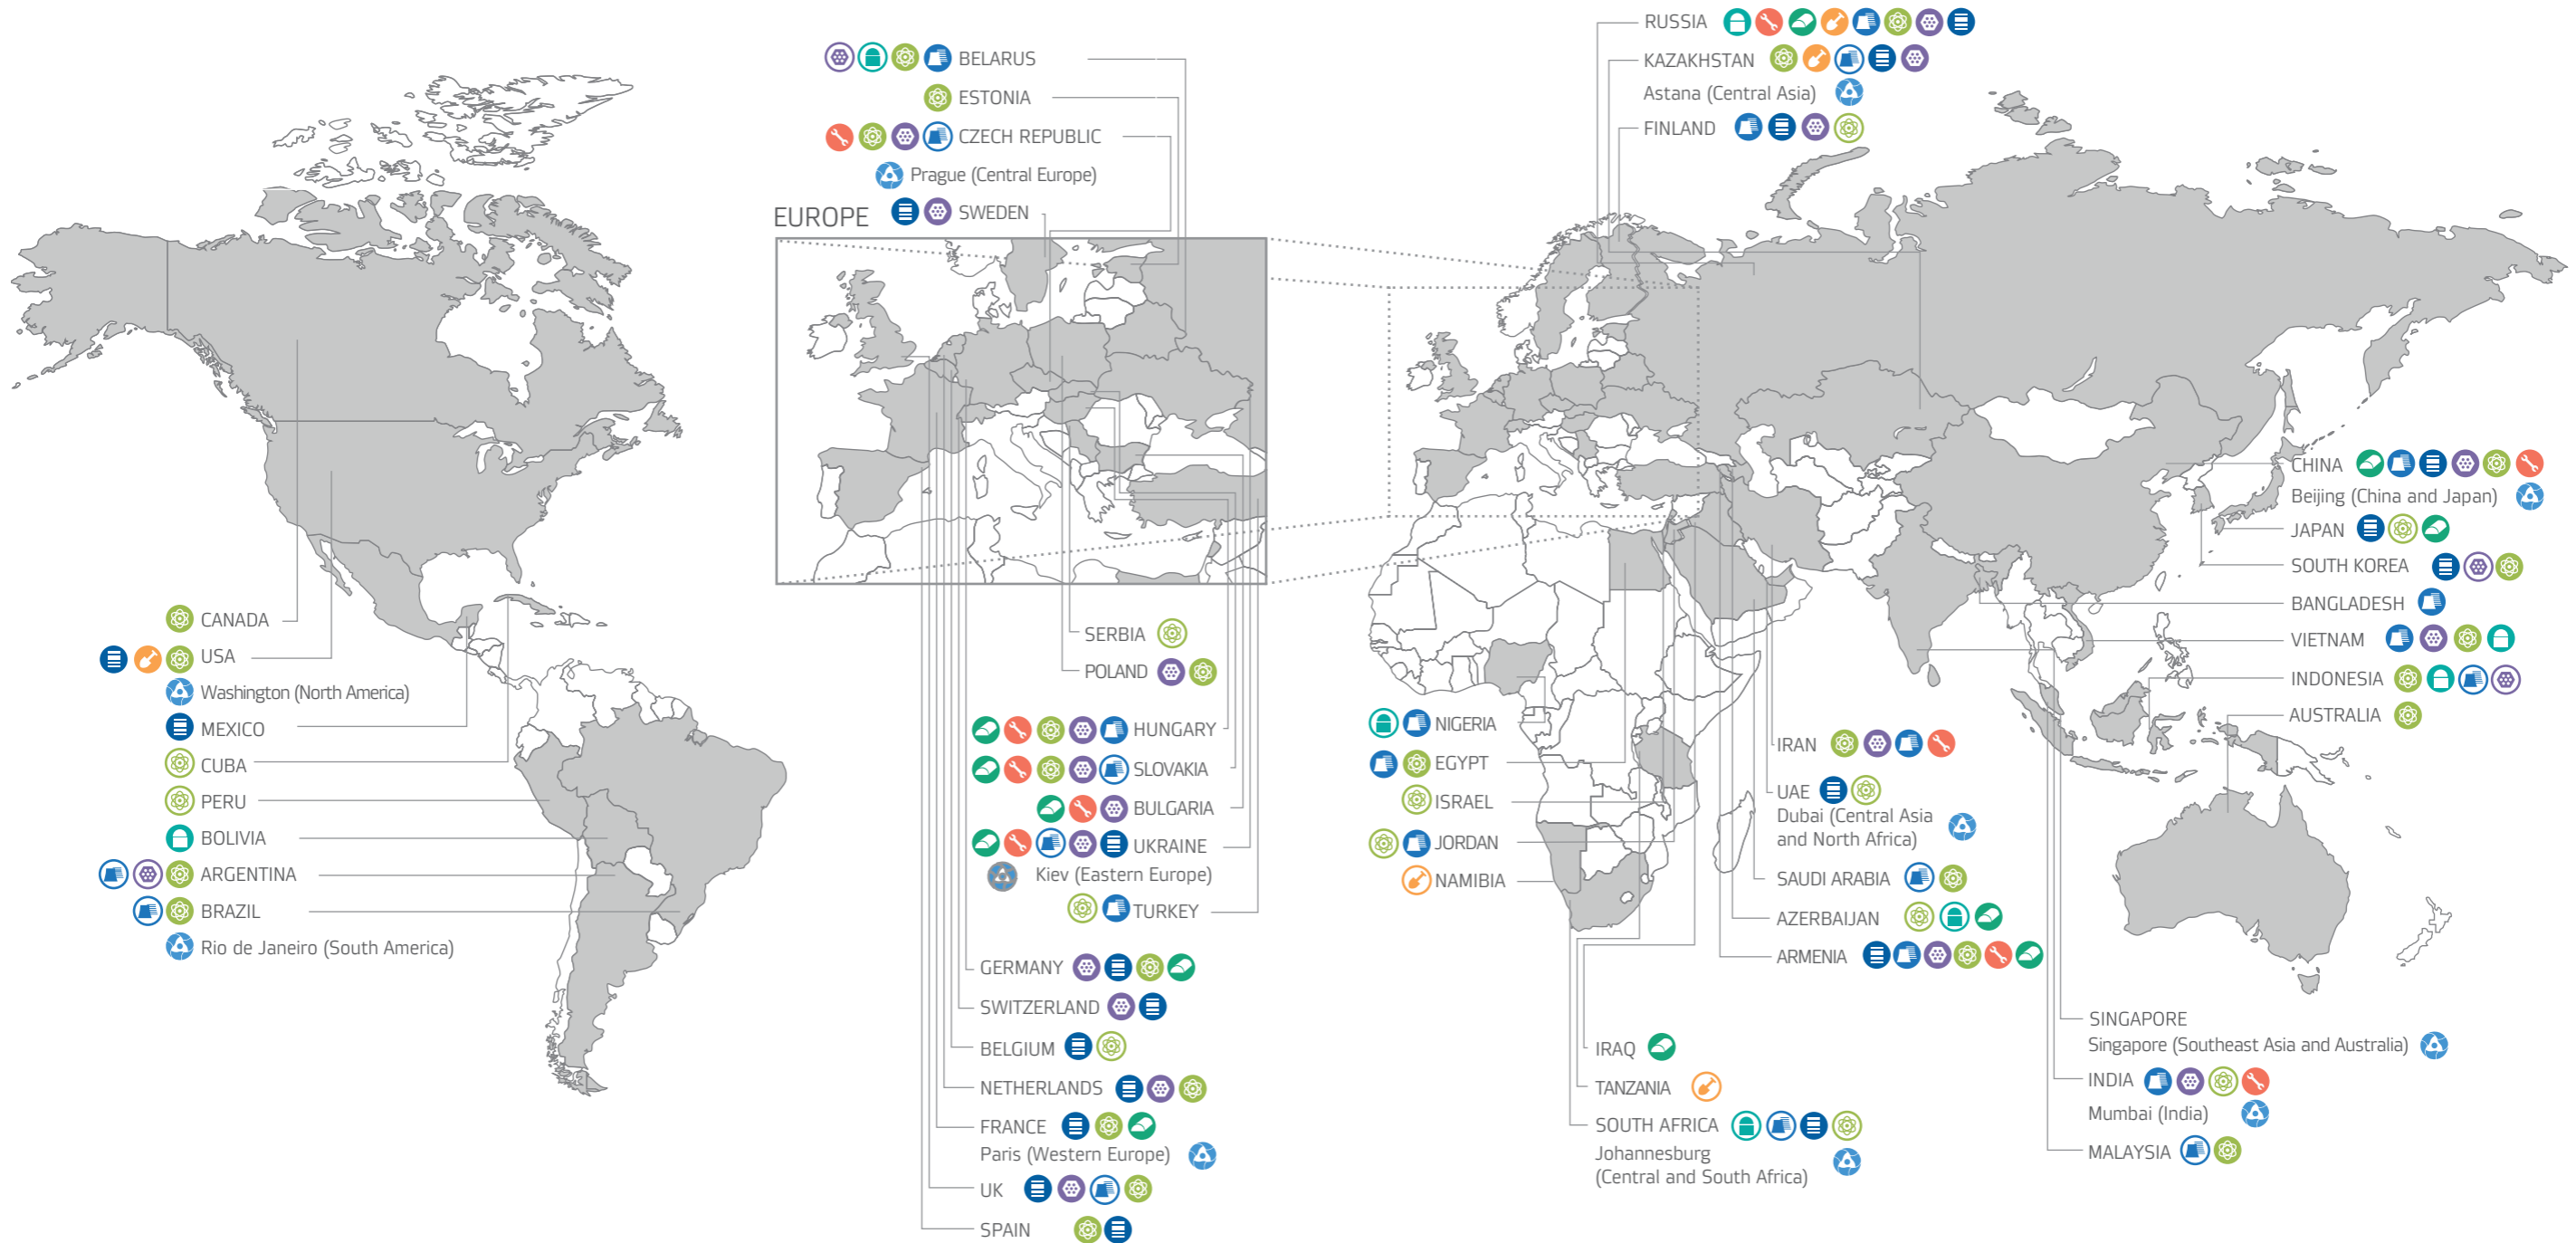 BELARUS
ESTONIA
CZECH REPUBLIC
Prague (Central Europe)
SWEDEN
EUROPE
RUSSIA
KAZAKHSTAN
Astana (Central Asia)
FINLAND
CANADA
USA
Washington (North America)
MEXICO
CUBA
PERU
BOLIVIA
ARGENTINA
BRAZIL
Rio de Janeiro (South America)
SERBIA
POLAND
HUNGARY
SLOVAKIA
BULGARIA
UKRAINE
Kiev (Eastern Europe)
TURKEY
GERMANY
SWITZERLAND
BELGIUM
NETHERLANDS
FRANCE
Paris (Western Europe)
UK
SPAIN
NIGERIA
EGYPT
ISRAEL
JORDAN
NAMIBIA
IRAN
UAE
Dubai (Central Asia
and North Africa)
SAUDI ARABIA
AZERBAIJAN
ARMENIA
IRAQ
TANZANIA
SOUTH AFRICA
Johannesburg
(Central and South Africa)
CHINA
Beijing (China and Japan)
JAPAN
SOUTH KOREA
BANGLADESH
VIETNAM
INDONESIA
AUSTRALIA
SINGAPORE
Singapore (Southeast Asia and Australia)
INDIA
Mumbai (India)
MALAYSIA